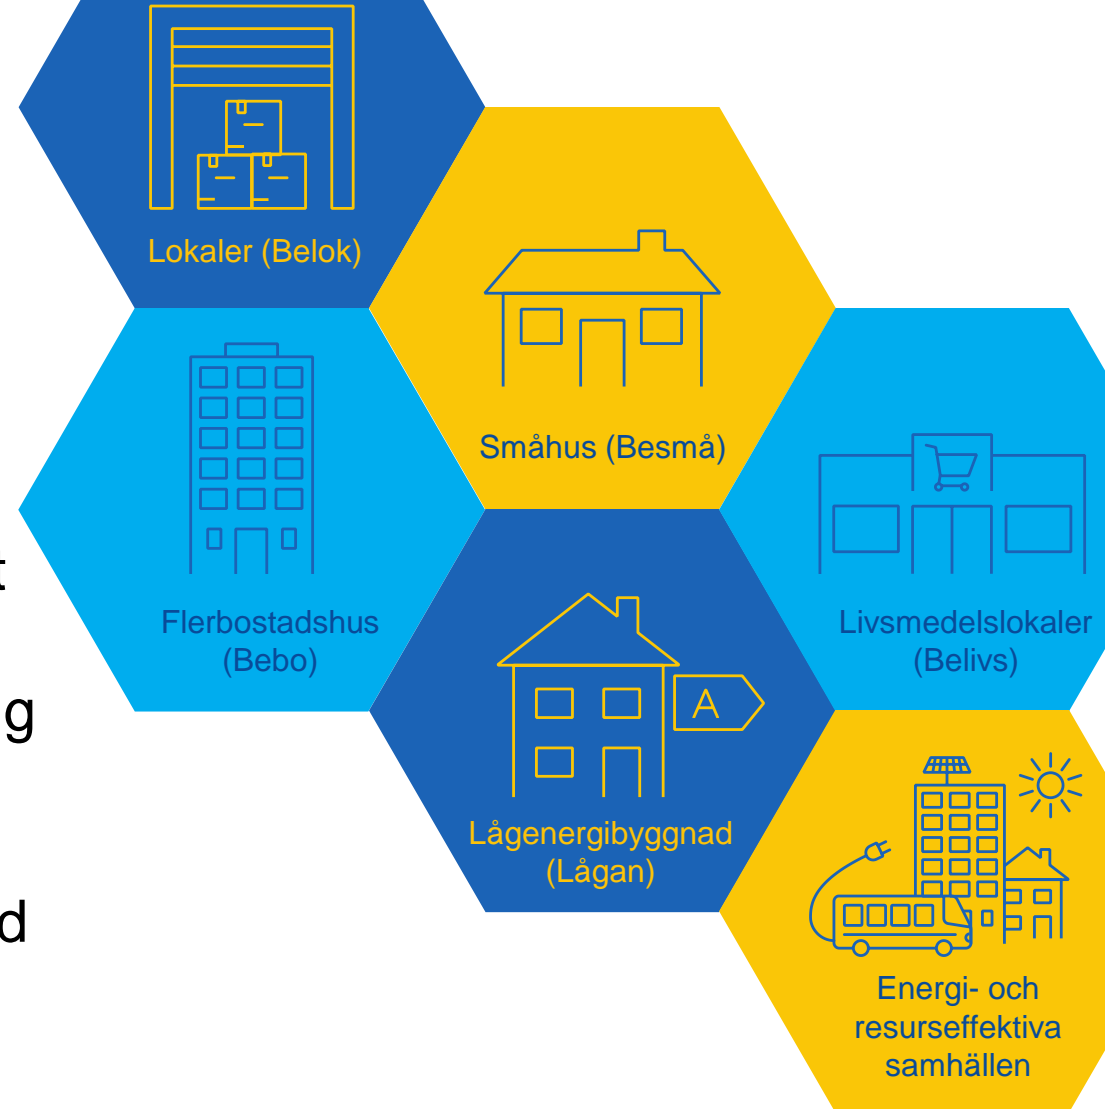 Lokaler (Belok)
Småhus (Besmå)
t
Flerbostadshus
(Bebo)
Livsmedelslokaler
(Belivs)
g
A
Lågenergibyggnad
(Lågan)
d
Energi- och
resurseffektiva
samhällen